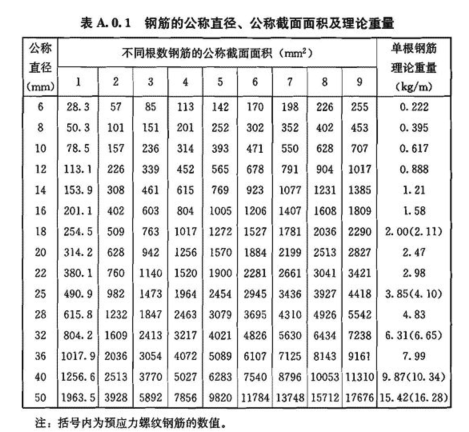 表 A.0.1 钢筋的公称直径、公称截面面积及理论重量
公称直径(mm) 不同根数钢筋的公称截面面积（mm²） 单根钢筋理论重量(kg/m)
1 2 3 4 5 6 7 8 9
6 28.3 57 85 113 142 170 198 226 255 0.222
8 50.3 101 151 201 252 302 352 402 453 0.395
10 78.5 157 236 314 393 471 550 628 707 0.617
12 113.1 226 339 452 565 678 791 904 1017 0.888
14 153.9 308 461 615 769 923 1077 1231 1385 1.21
16 201.1 402 603 804 1005 1206 1407 1608 1809 1.58
18 254.5 509 763 1017 1272 1527 1781 2036 2290 2.00(2.11)
20 314.2 628 942 1256 1570 1884 2199 2513 2827 2.47
22 380.1 760 1140 1520 1900 2281 2661 3041 3421 2.98
25 490.9 982 1473 1964 2454 2945 3436 3927 4418 3.85(4.10)
28 615.8 1232 1847 2463 3079 3695 4310 4926 5542 4.83
32 804.2 1609 2413 3217 4021 4826 5630 6434 7238 6.31(6.65)
36 1017.9 2036 3054 4072 5089 6107 7125 8143 9161 7.99
40 1256.6 2513 3770 5027 6283 7540 8796 10053 11310 9.87(10.34)
50 1963.5 3928 5892 7856 9820 11784 13748 15712 17676 15.42(16.28)
注：括号内为预应力螺纹钢筋的数值。